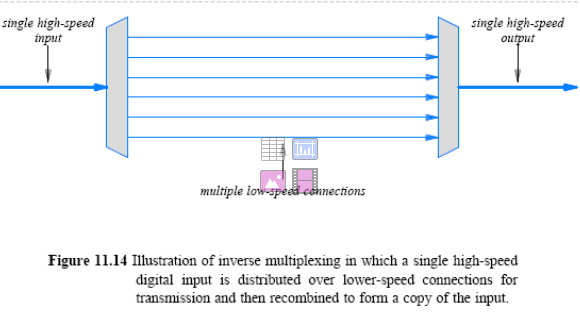 single high-speed
input
single high-speed
output
multiple low-speed connections
Figure 11.14 Illustration of inverse multiplexing in which a single high-speed
digital input is distributed over lower-speed connections for
transmission and then recombined to form a copy of the input.